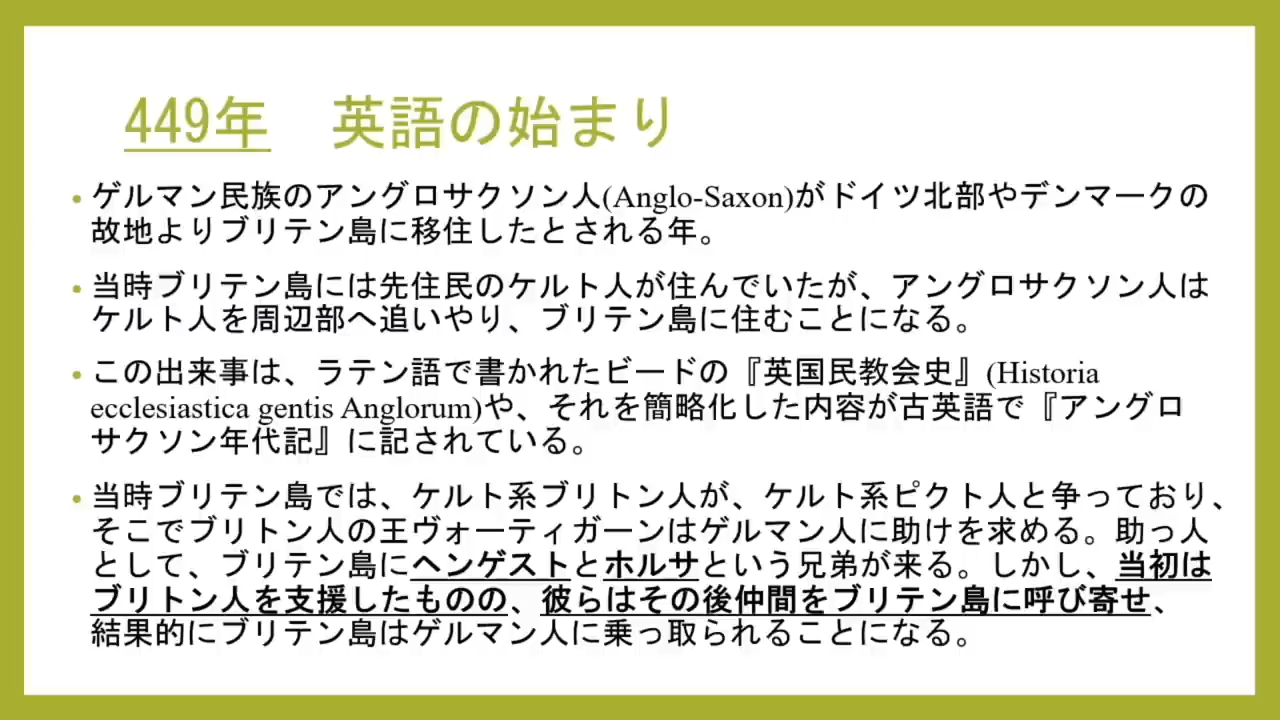 449年　英語の始まり
• ゲルマン民族のアングロサクソン人(Anglo-Saxon)がドイツ北部やデンマークの
故地よりブリテン島に移住したとされる年。
• 当時ブリテン島には先住民のケルト人が住んでいたが、アングロサクソン人は
ケルト人を周辺部へ追いやり、ブリテン島に住むことになる。
• この出来事は、ラテン語で書かれたビードの『英国民教会史』(Historia
ecclesiastica gentis Anglorum)や、それを簡略化した内容が古英語で『アングロ
サクソン年代記』に記されている。
• 当時ブリテン島では、ケルト系ブリトン人が、ケルト系ピクト人と争っており、
そこでブリトン人の王ヴォーティガーンはゲルマン人に助けを求める。助っ人
として、ブリテン島にヘンゲストとホルサという兄弟が来る。しかし、当初は
ブリトン人を支援したものの、彼らはその後仲間をブリテン島に呼び寄せ、
結果的にブリテン島はゲルマン人に乗っ取られることになる。